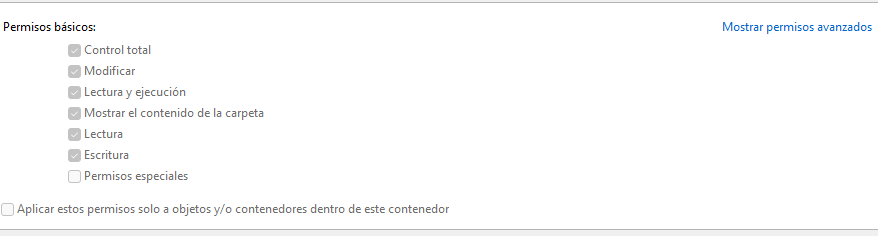 Permisos básicos:
Mostrar permisos avanzados
Control total
Modificar
Lectura y ejecución
Mostrar el contenido de la carpeta
Lectura
Escritura
Permisos especiales
Aplicar estos permisos solo a objetos y/o contenedores dentro de este contenedor